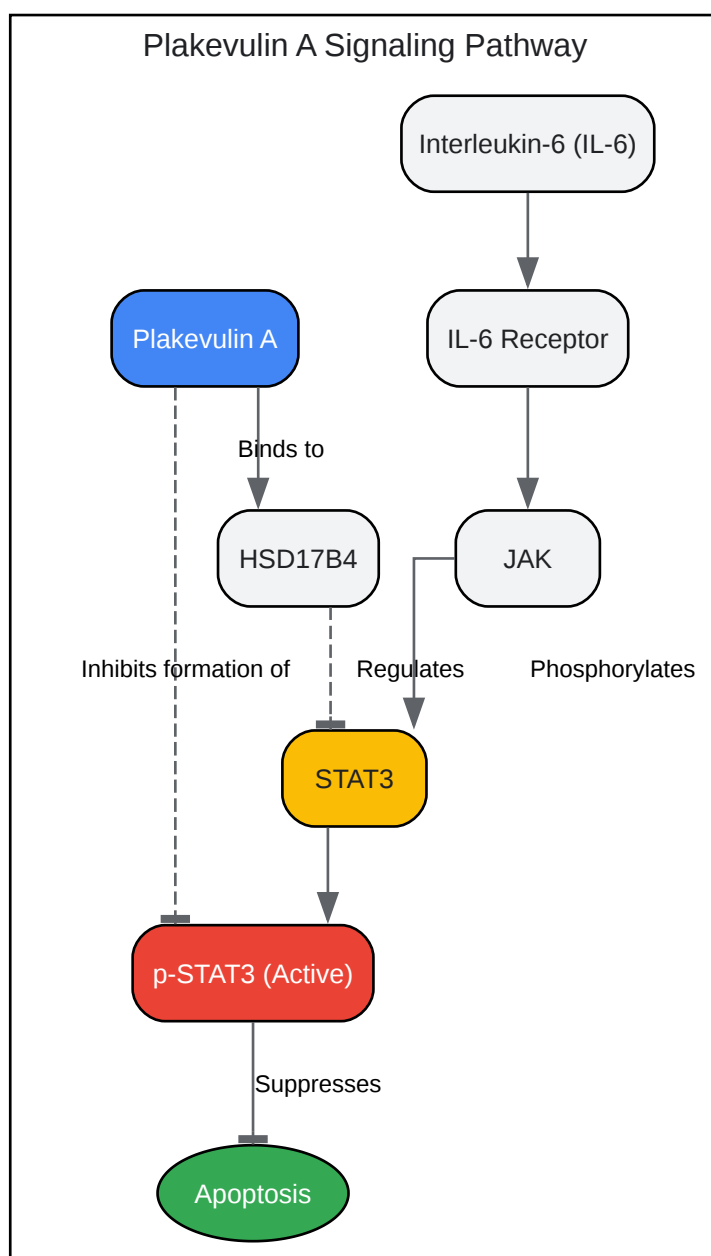 Plakevulin A Signaling Pathway
Interleukin-6 (IL-6)
Plakevulin A
IL-6 Receptor
Binds to
HSD17B4
JAK
Inhibits formation of
Regulates
Phosphorylates
STAT3
p-STAT3 (Active)
Suppresses
Apoptosis